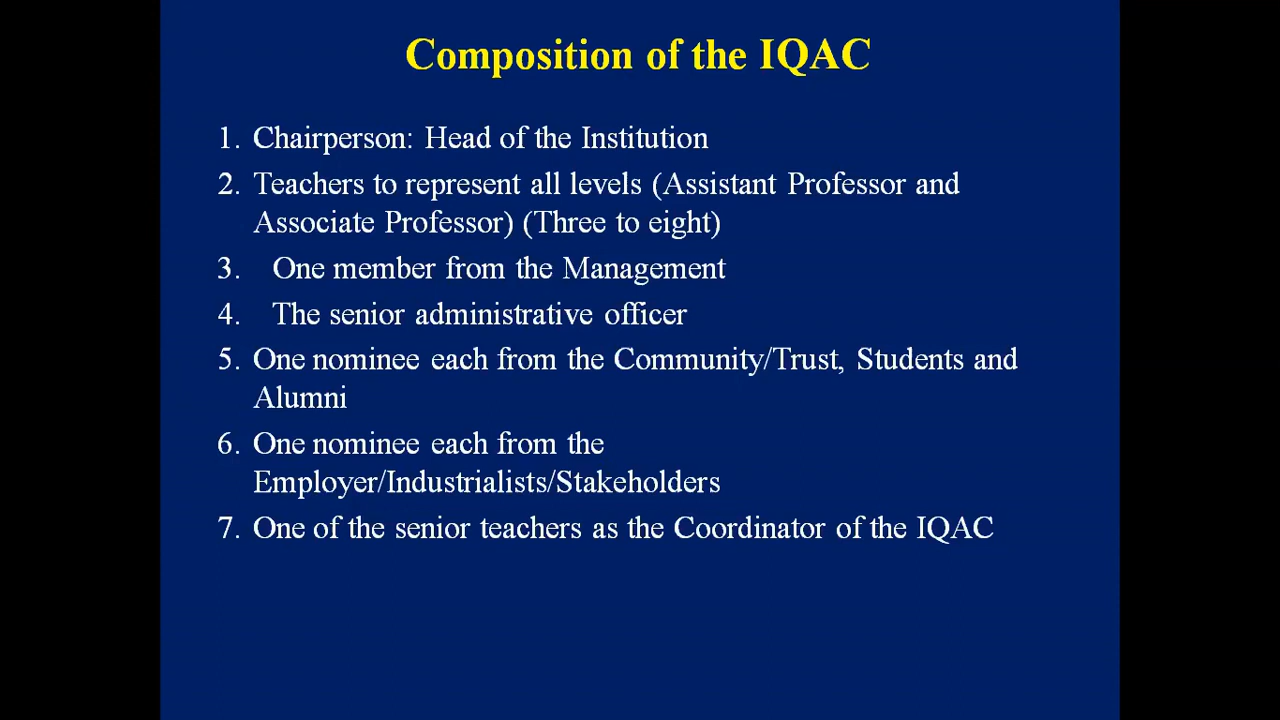 Composition of the IQAC
1. Chairperson: Head of the Institution
2. Teachers to represent all levels (Assistant Professor and
Associate Professor) (Three to eight)
3. One member from the Management
4. The senior administrative officer
5. One nominee each from the Community/Trust, Students and
Alumni
6. One nominee each from the
Employer/Industrialists/Stakeholders
7. One of the senior teachers as the Coordinator of the IQAC